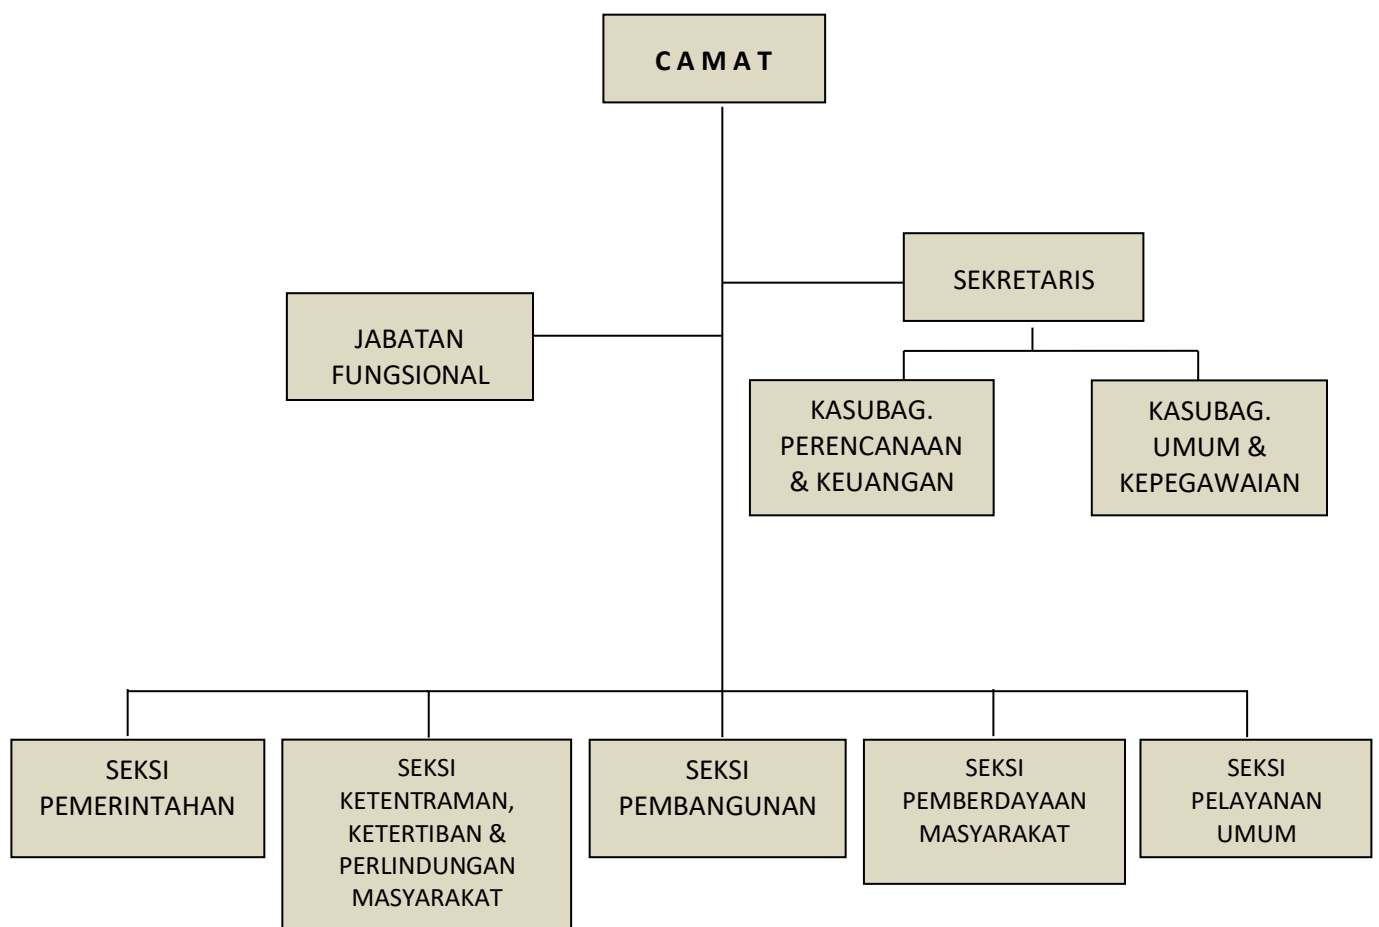 C A M A T
SEKRETARIS
JABATAN
FUNGSIONAL
KASUBAG.
PERENCANAAN
& KEUANGAN
KASUBAG.
UMUM &
KEPEGAWAIAN
SEKSI
PEMERINTAHAN
SEKSI
KETENTRAMAN,
KETERTIBAN &
PERLINDUNGAN
MASYARAKAT
SEKSI
PEMBANGUNAN
SEKSI
PEMBERDAYAAN
MASYARAKAT
SEKSI
PELAYANAN
UMUM